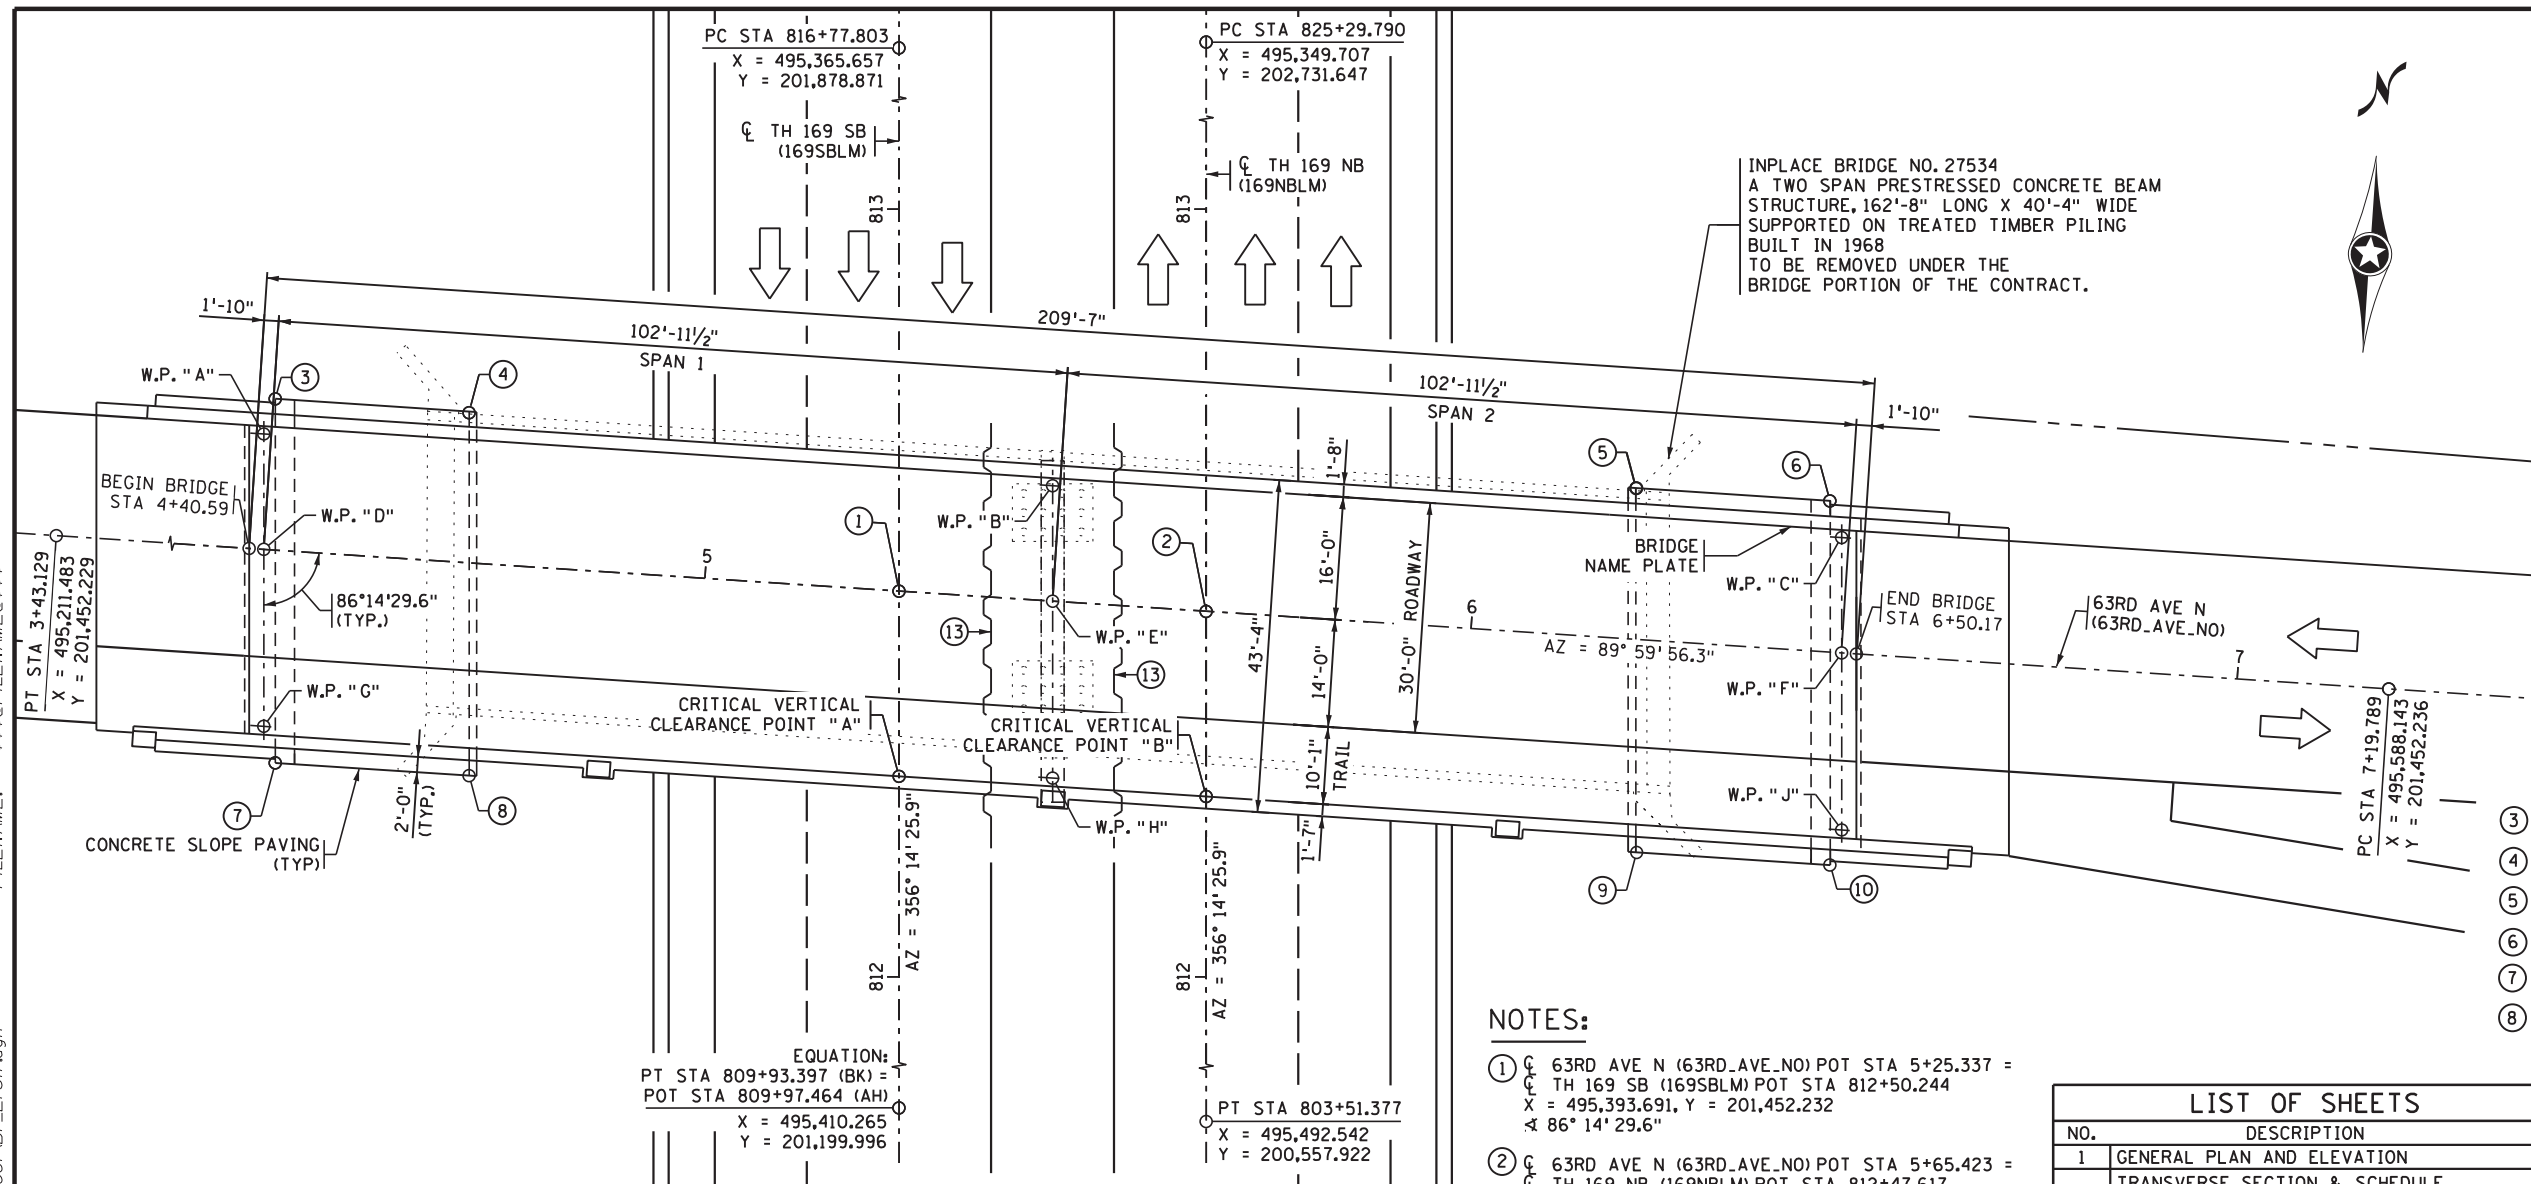 PC STA 816+77.803
X = 495,365.657
Y = 201,878.871
PC STA 825+29.790
X = 495,349.707
Y = 202,731.647
N
℄ TH 169 SB
(169SBLM)
℄ TH 169 NB
(169NBLM)
813
813
INPLACE BRIDGE NO. 27534
A TWO SPAN PRESTRESSED CONCRETE BEAM
STRUCTURE, 162'-8" LONG X 40'-4" WIDE
SUPPORTED ON TREATED TIMBER PILING
BUILT IN 1968
TO BE REMOVED UNDER THE
BRIDGE PORTION OF THE CONTRACT.
1'-10"
102'-11½"
SPAN 1
209'-7"
102'-11½"
SPAN 2
1'-10"
W.P. "A"
3
4
5
6
BEGIN BRIDGE
STA 4+40.59
W.P. "D"
5
1
W.P. "B"
2
1'-8"
16'-0"
30'-0" ROADWAY
BRIDGE
NAME PLATE
W.P. "C"
END BRIDGE
STA 6+50.17
63RD AVE N
(63RD_AVE_NO)
PT STA 3+43.129
X = 495,211.483
Y = 201,452.229
86°14'29.6"
(TYP.)
13
W.P. "E"
43'-4"
14'-0"
6
AZ = 89° 59' 56.3"
7
13
W.P. "F"
W.P. "G"
CRITICAL VERTICAL
CLEARANCE POINT "A"
CRITICAL VERTICAL
CLEARANCE POINT "B"
10'-1"
TRAIL
1'-7"
W.P. "J"
PC STA 7+19.789
X = 495,588.143
Y = 201,452.236
7
2'-0"
(TYP.)
8
CONCRETE SLOPE PAVING
(TYP)
W.P. "H"
9
10
AZ = 356° 14' 25.9"
AZ = 356° 14' 25.9"
812
812
3
4
5
6
7
8
EQUATION:
PT STA 809+93.397 (BK) =
POT STA 809+97.464 (AH)
X = 495,410.265
Y = 201,199.996
PT STA 803+51.377
X = 495,492.542
Y = 200,557.922
NOTES:
1 ℄ 63RD AVE N (63RD_AVE_NO) POT STA 5+25.337 =
℄ TH 169 SB (169SBLM) POT STA 812+50.244
X = 495,393.691, Y = 201,452.232
∢ 86° 14' 29.6"
2 ℄ 63RD AVE N (63RD_AVE_NO) POT STA 5+65.423 =
℄ TH 169 NB (169NBLM) POT STA 812+47.617
LIST OF SHEETS
NO. DESCRIPTION
1 GENERAL PLAN AND ELEVATION
TRANSVERSE SECTION & SCHEDULE